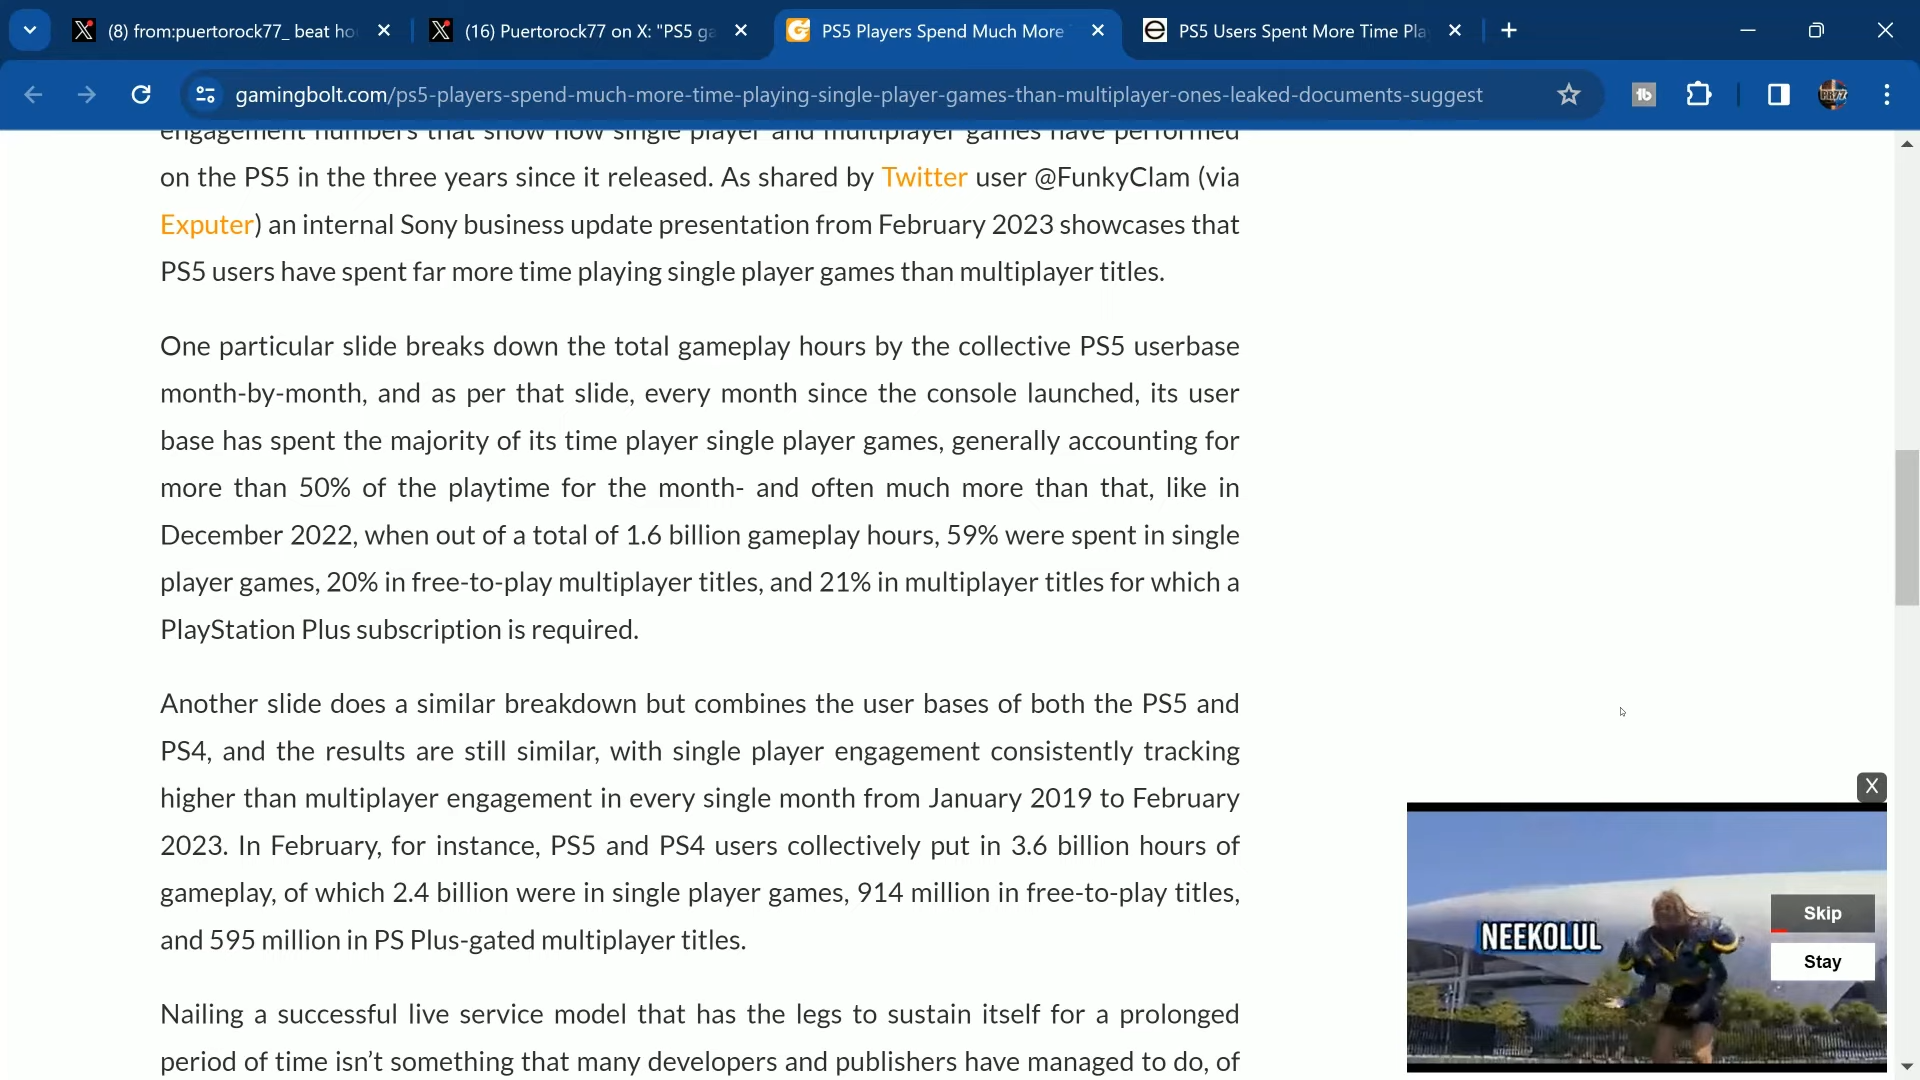 (8) from:puertorock77_ beat ho
(16) Puertorock77 on X: "PS5 ga
PS5 Players Spend Much More
PS5 Users Spent More Time Pla
gamingbolt.com/ps5-players-spend-much-more-time-playing-single-player-games-than-multiplayer-ones-leaked-documents-suggest
engagement numbers that show how single player and multiplayer games have performed
on the PS5 in the three years since it released. As shared by Twitter user @FunkyClam (via
Exputer) an internal Sony business update presentation from February 2023 showcases that
PS5 users have spent far more time playing single player games than multiplayer titles.
One particular slide breaks down the total gameplay hours by the collective PS5 userbase
month-by-month, and as per that slide, every month since the console launched, its user
base has spent the majority of its time player single player games, generally accounting for
more than 50% of the playtime for the month- and often much more than that, like in
December 2022, when out of a total of 1.6 billion gameplay hours, 59% were spent in single
player games, 20% in free-to-play multiplayer titles, and 21% in multiplayer titles for which a
PlayStation Plus subscription is required.
Another slide does a similar breakdown but combines the user bases of both the PS5 and
PS4, and the results are still similar, with single player engagement consistently tracking
higher than multiplayer engagement in every single month from January 2019 to February
2023. In February, for instance, PS5 and PS4 users collectively put in 3.6 billion hours of
gameplay, of which 2.4 billion were in single player games, 914 million in free-to-play titles,
and 595 million in PS Plus-gated multiplayer titles.
Nailing a successful live service model that has the legs to sustain itself for a prolonged
period of time isn't something that many developers and publishers have managed to do, of
X
NEEKOLUL
Skip
Stay